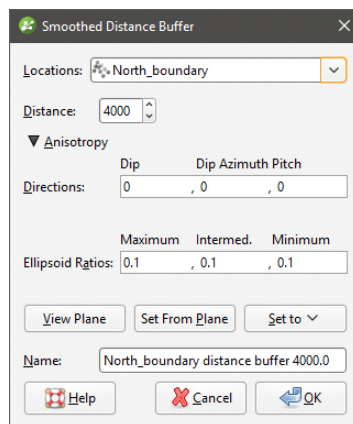 Smoothed Distance Buffer
Locations: North_boundary
Distance: 4000
Anisotropy
Dip Dip Azimuth Pitch
Directions: 0 , 0 , 0
Maximum Intermed. Minimum
Ellipsoid Ratios: 0.1 , 0.1 , 0.1
View Plane Set From Plane Set to
Name: North_boundary distance buffer 4000.0
Help Cancel OK